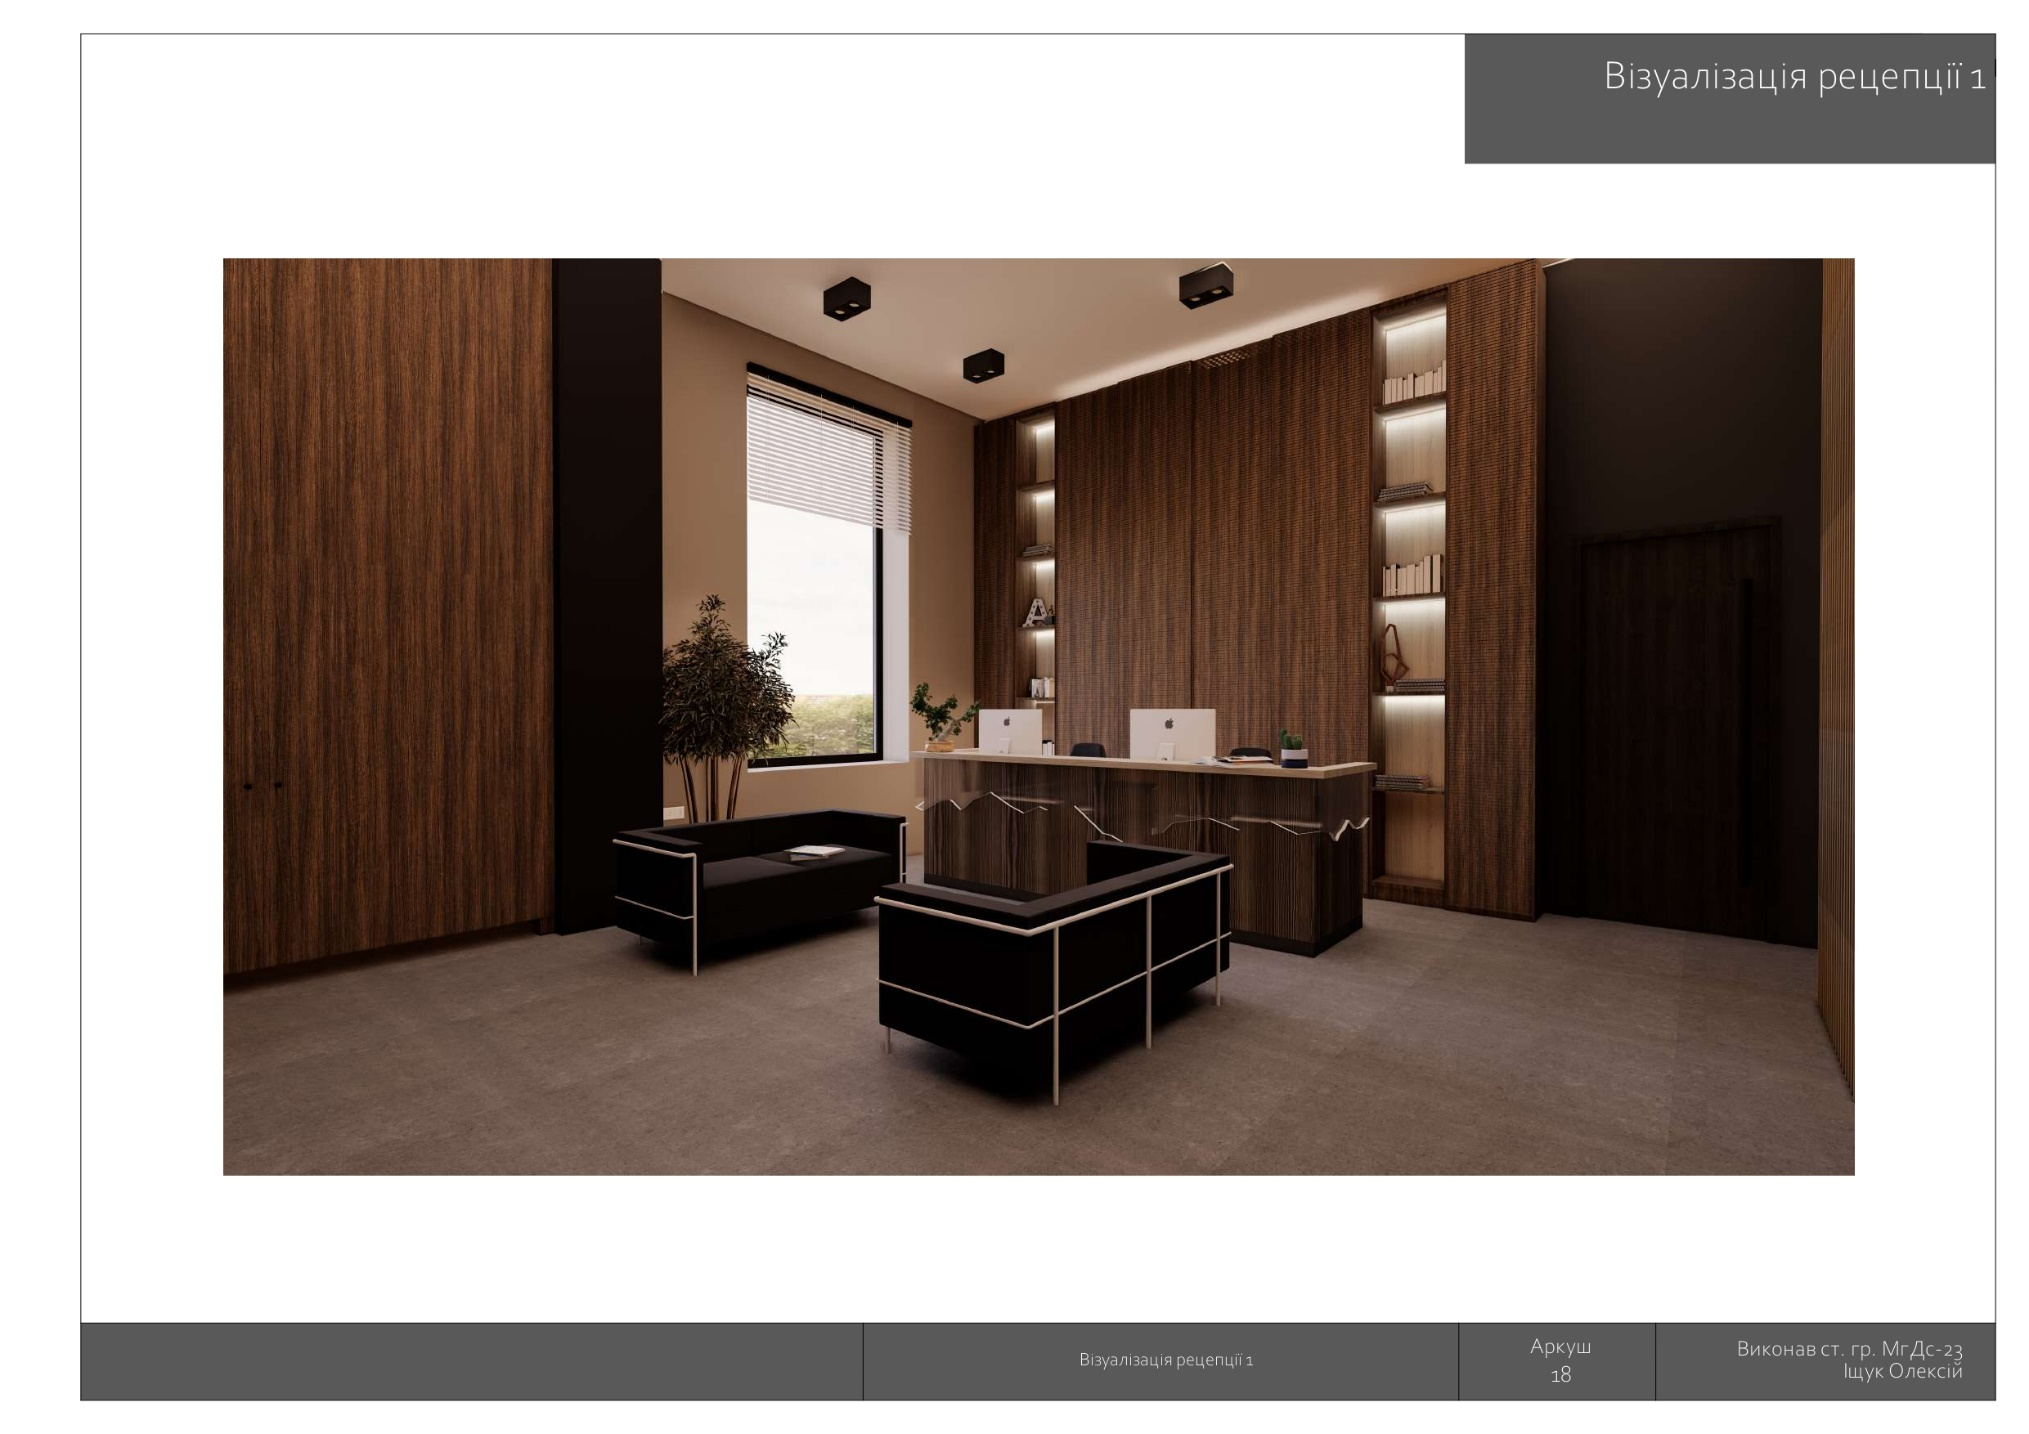 Візуалізація рецепції 1
A
Візуалізація рецепції 1
Аркуш
18
Виконав ст. гр. МгДс-23
Іщук Олексій